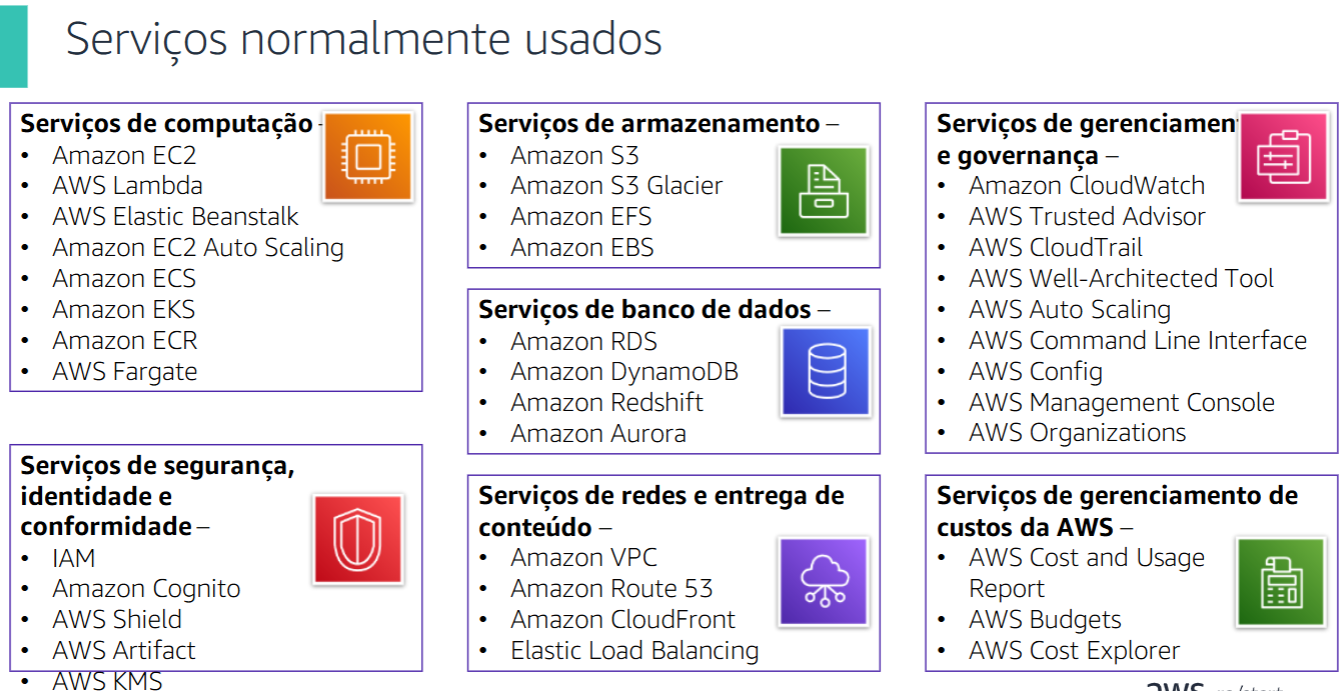 Serviços normalmente usados
Serviços de computação –
• Amazon EC2
• AWS Lambda
• AWS Elastic Beanstalk
• Amazon EC2 Auto Scaling
• Amazon ECS
• Amazon EKS
• Amazon ECR
• AWS Fargate
Serviços de segurança,
identidade e
conformidade –
• IAM
• Amazon Cognito
• AWS Shield
• AWS Artifact
• AWS KMS
Serviços de armazenamento –
• Amazon S3
• Amazon S3 Glacier
• Amazon EFS
• Amazon EBS
Serviços de banco de dados –
• Amazon RDS
• Amazon DynamoDB
• Amazon Redshift
• Amazon Aurora
Serviços de redes e entrega de
conteúdo –
• Amazon VPC
• Amazon Route 53
• Amazon CloudFront
• Elastic Load Balancing
Serviços de gerenciamen
e governança –
• Amazon CloudWatch
• AWS Trusted Advisor
• AWS CloudTrail
• AWS Well-Architected Tool
• AWS Auto Scaling
• AWS Command Line Interface
• AWS Config
• AWS Management Console
• AWS Organizations
Serviços de gerenciamento de
custos da AWS –
• AWS Cost and Usage
Report
• AWS Budgets
• AWS Cost Explorer
aws re/start